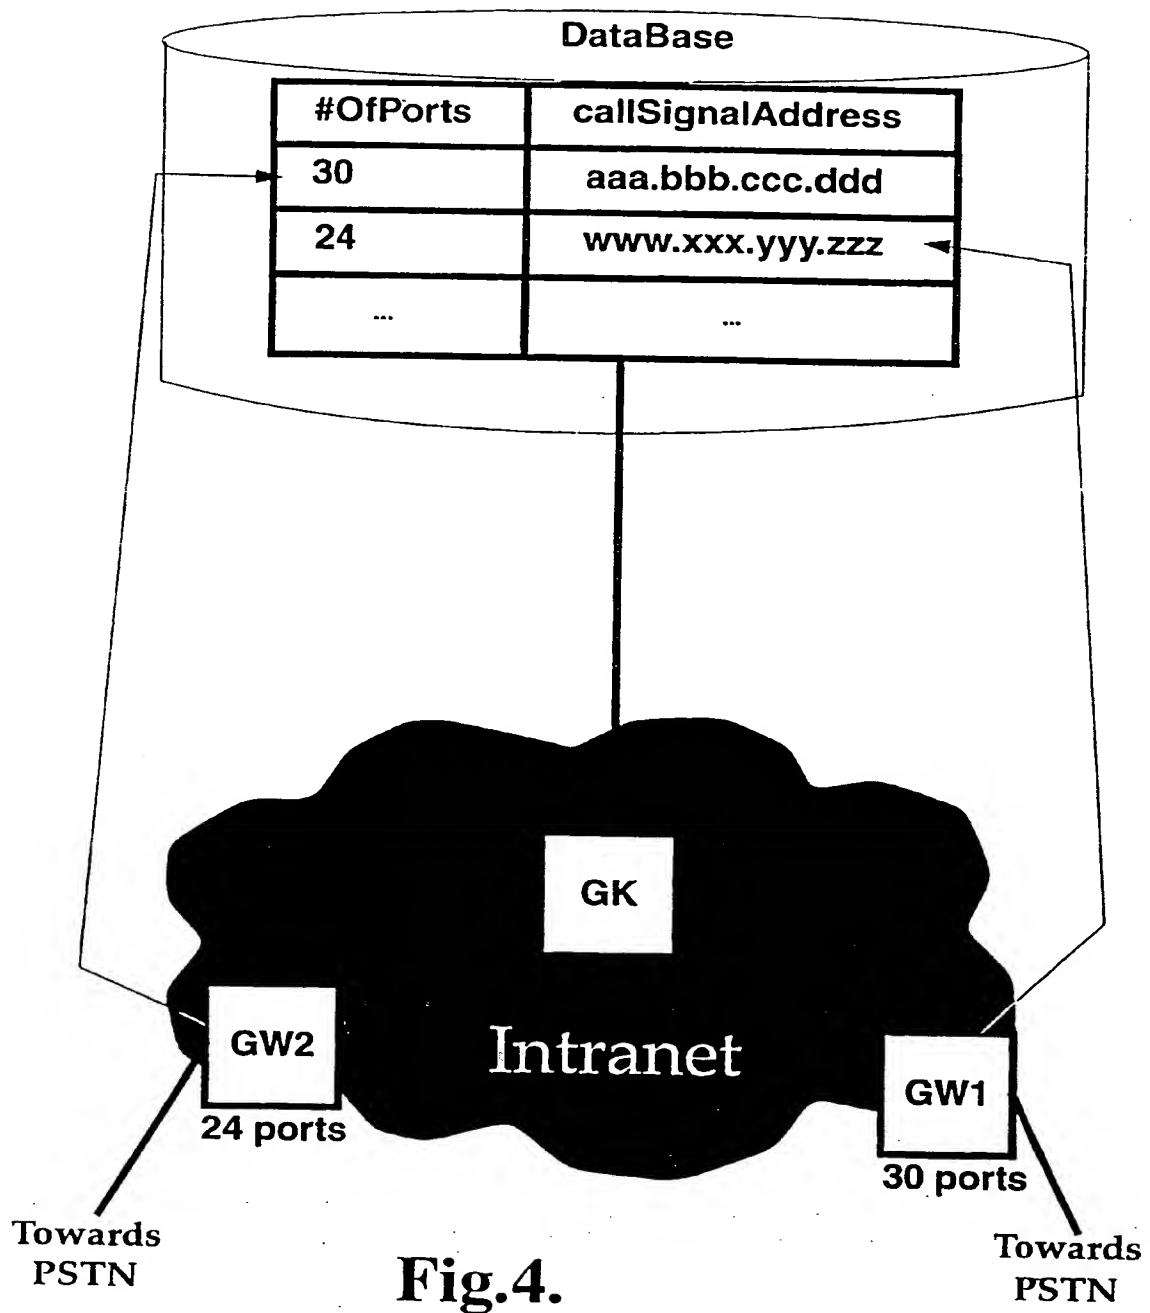 DataBase
#OfPorts callSignalAddress
30 aaa.bbb.ccc.ddd
24 www.xxx.yyy.zzz
... ...
GK
GW2
Intranet
GW1
24 ports
30 ports
Towards
PSTN
Towards
PSTN
Fig.4.